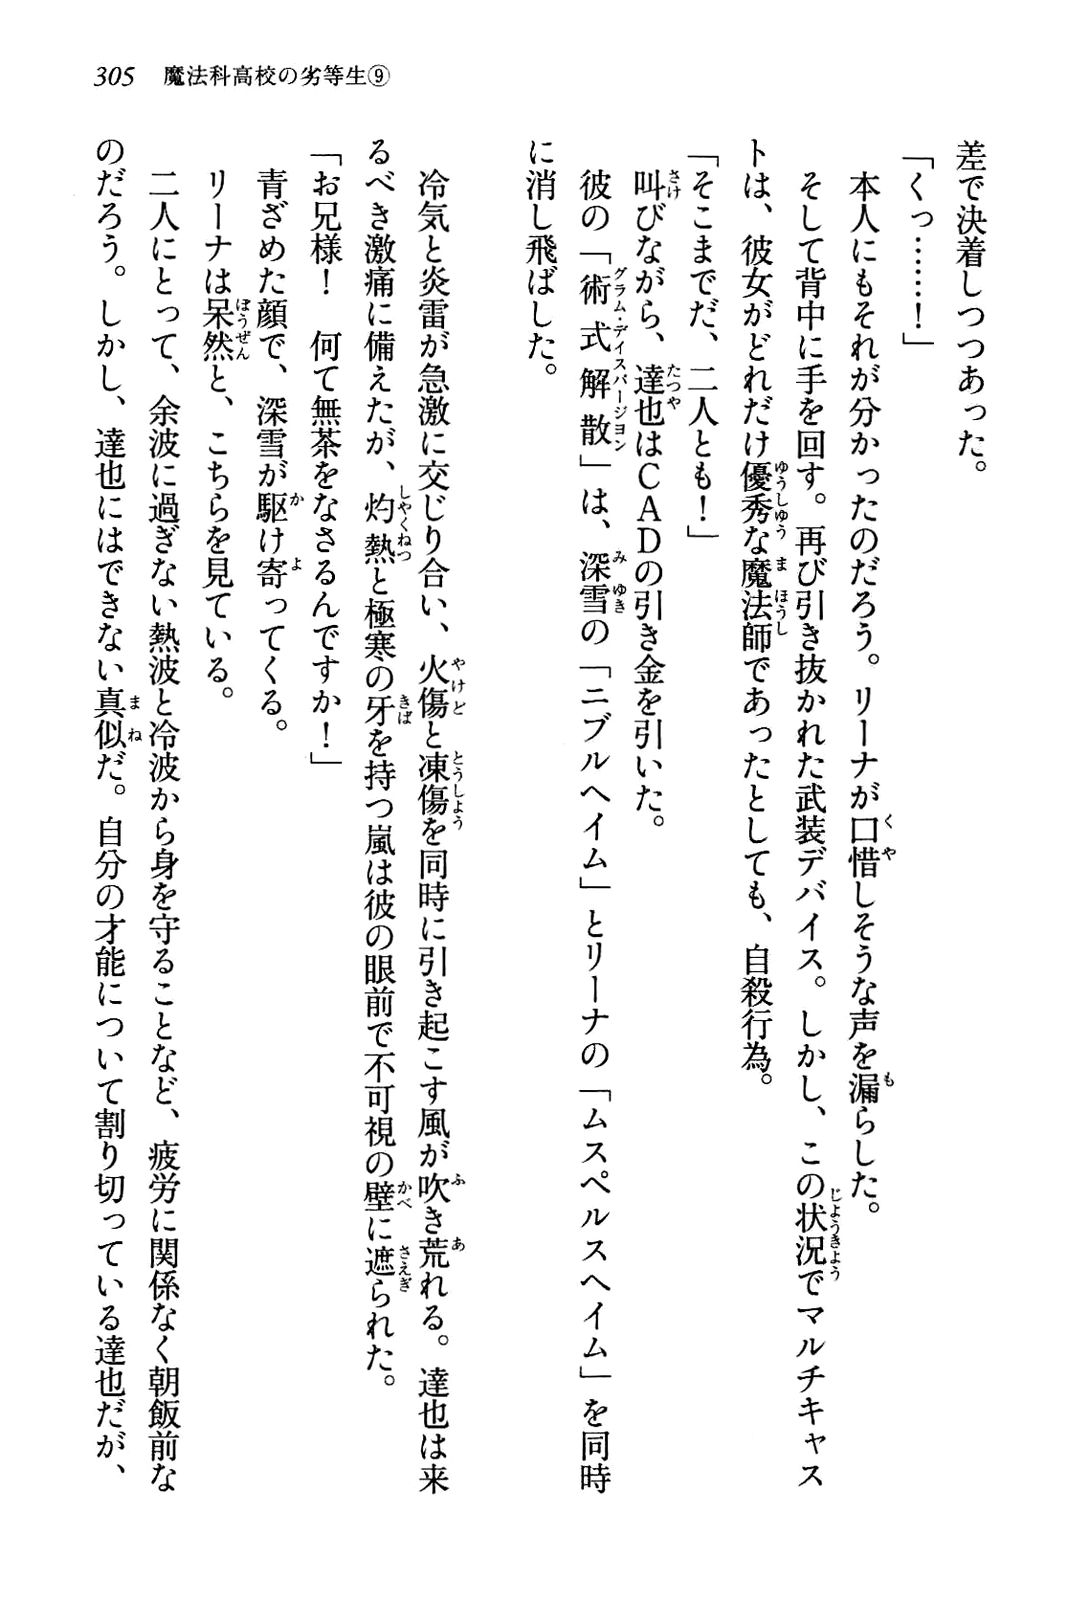 305 魔法科高校の劣等生⑨
差で決着しつつあった。
「くっ……！」
本人にもそれが分かったのだろう。リーナが口惜しそうな声を漏らした。
そして背中に手を回す。再び引き抜かれた武装デバイス。しかし、この状況でマルチキャス
トは、彼女がどれだけ優秀な魔法師であったとしても、自殺行為。
「そこまでだ、二人とも！」
叫びながら、達也はＣＡＤの引き金を引いた。
彼の「術式解散」は、深雪の「ニブルヘイム」とリーナの「ムスペルスヘイム」を同時
に消し飛ばした。
冷気と炎雷が急激に交じり合い、火傷と凍傷を同時に引き起こす風が吹き荒れる。達也は来
るべき激痛に備えたが、灼熱と極寒の牙を持つ嵐は彼の眼前で不可視の壁に遮られた。
「お兄様！　何て無茶をなさるんですか！」
青ざめた顔で、深雪が駆け寄ってくる。
リーナは呆然と、こちらを見ている。
二人にとって、余波に過ぎない熱波と冷波から身を守ることなど、疲労に関係なく朝飯前な
のだろう。しかし、達也にはできない真似だ。自分の才能について割り切っている達也だが、